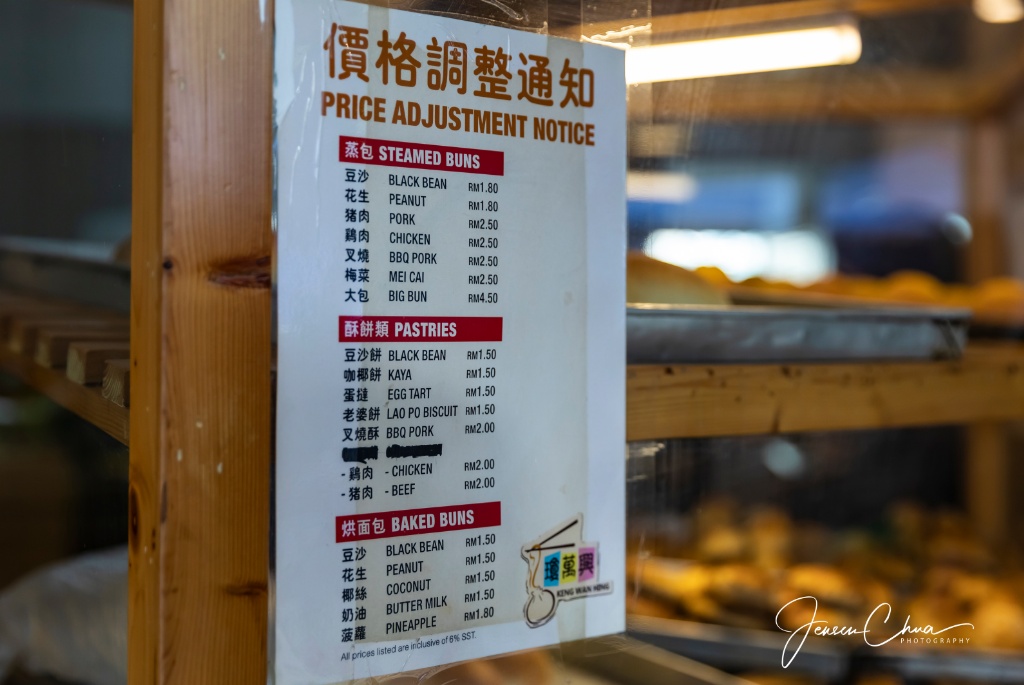 價格調整通知
PRICE ADJUSTMENT NOTICE
蒸包 STEAMED BUNS
豆沙 BLACK BEAN RM1.80
花生 PEANUT RM1.80
猪肉 PORK RM2.50
鷄肉 CHICKEN RM2.50
叉燒 BBQ PORK RM2.50
梅菜 MEI CAI RM2.50
大包 BIG BUN RM4.50
酥餅類 PASTRIES
豆沙餅 BLACK BEAN RM1.50
咖椰餅 KAYA RM1.50
蛋撻 EGG TART RM1.50
老婆餅 LAO PO BISCUIT RM1.50
叉燒酥 BBQ PORK RM2.00
- 鷄肉 - CHICKEN RM2.00
- 猪肉 - BEEF RM2.00
烘面包 BAKED BUNS
豆沙 BLACK BEAN RM1.50
花生 PEANUT RM1.50
椰絲 COCONUT RM1.50
奶油 BUTTER MILK RM1.50
菠蘿 PINEAPPLE RM1.80
All prices listed are inclusive of 6% SST.
萬興
KENG WAN HENG
Jensen Chua
PHOTOGRAPHY